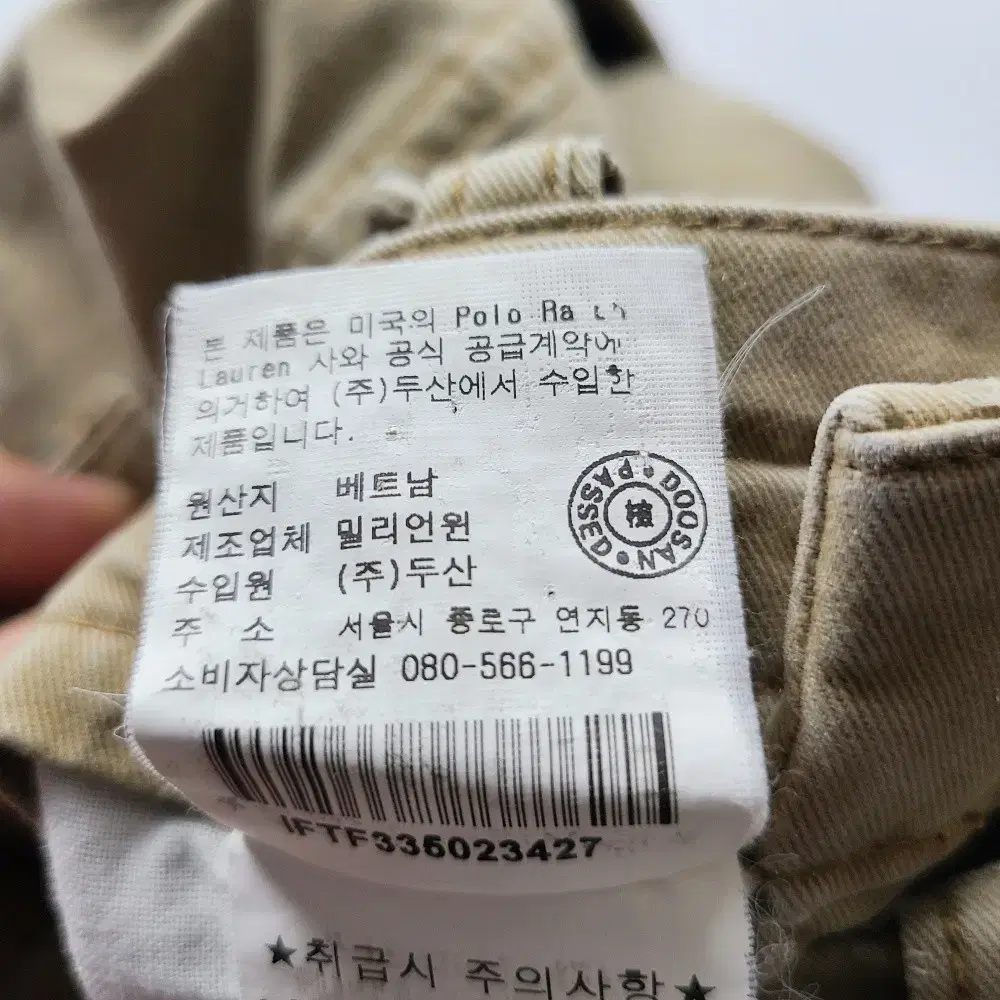 본 제품은 미국의 Polo Ra
Lauren 사와 공식 공급계약에
의거하여 (주)두산에서 수입한
제품입니다.
원산지 베트남
제조업체 밀리언윈
수입원 (주)두산
주 소 서울시 종로구 연지동 270
소비자상담실 080-566-1199
DOOSAN PASSED
檢
IFTF335023427
★취급시 주의사항★